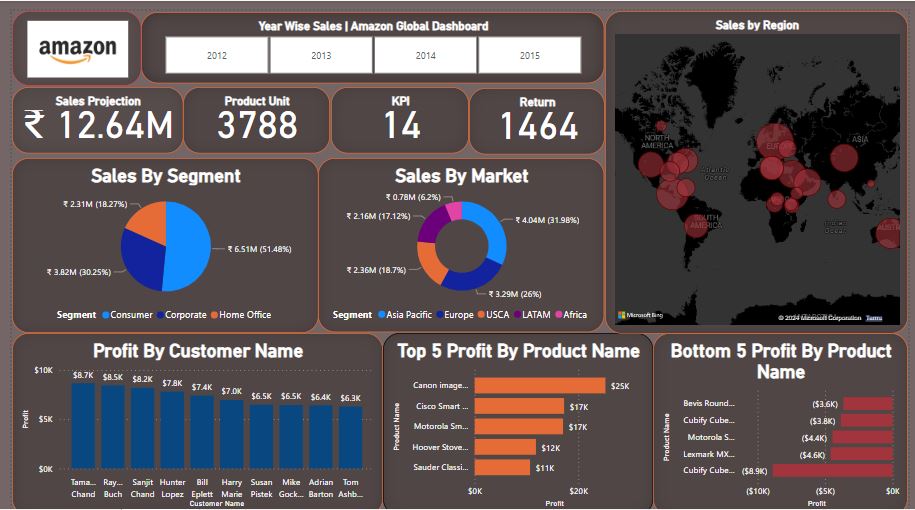 amazon
Year Wise Sales | Amazon Global Dashboard
2012
2013
2014
2015
Sales Projection
₹ 12.64M
Product Unit
3788
KPI
14
Return
1464
Sales by Region
NORTH
AMERICA
EUROPE
ASIA
Atlantic
Ocean
SOUTH
AMERICA
Indian
Ocean
AUST
Microsoft Bing
© 2024 Microsoft Corporation Terms
Sales By Segment
₹ 2.31M (18.27%)
₹ 6.51M (51.48%)
₹ 3.82M (30.25%)
Segment Consumer Corporate Home Office
Sales By Market
₹ 0.78M (6.2%)
₹ 2.16M (17.12%)
₹ 4.04M (31.98%)
₹ 2.36M (18.7%)
₹ 3.29M (26%)
Segment Asia Pacific Europe USCA LATAM Africa
Profit By Customer Name
Profit
$10K
$5K
$0K
$8.7K
$8.5K
$8.2K
$7.8K
$7.4K
$7.0K
$6.5K
$6.5K
$6.4K
$6.3K
Tama... Chand
Ray... Buch
Sanjit Chand
Hunter Lopez
Bill Eplett
Harry Marie
Susan Pistek
Mike Gock...
Adrian Barton
Tom Ashb...
Customer Name
Top 5 Profit By Product Name
Product Name
Canon image... $25K
Cisco Smart ... $17K
Motorola Sm... $17K
Hoover Stove... $12K
Sauder Classi... $11K
$0K
$20K
Profit
Bottom 5 Profit By Product
Name
Product Name
Bevis Round... ($3.6K)
Cubify Cube... ($3.8K)
Motorola S... ($4.4K)
Lexmark MX... ($4.6K)
Cubify Cube... ($8.9K)
($10K)
($5K)
$0K
Profit